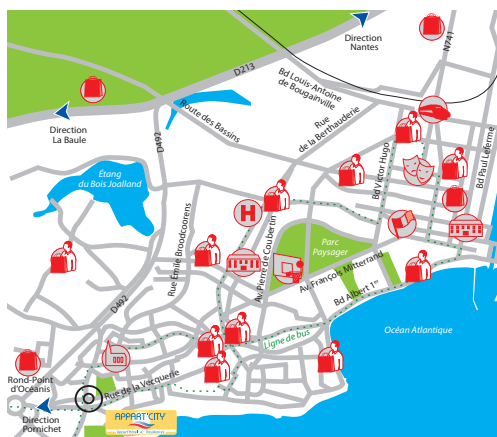 Direction
Nantes
N741
D213
Bd Louis-Antoine
de Bougainville
Direction
La Baule
Route des Bassins
Rue
de la Berthauderie
D492
Bd Victor Hugo
Bd Paul Leferme
Étang
du Bois Joalland
H
Rue Emile Broodcoorens
Av. Pierre de Coubertin
Parc
Paysager
Av. François Mitterrand
Bd Albert 1er
D492
Océan Atlantique
Ligne de bus
Rond-Point
d'Océanis
Rue de la Vecquerie
Direction
Pornichet
APPART'CITY